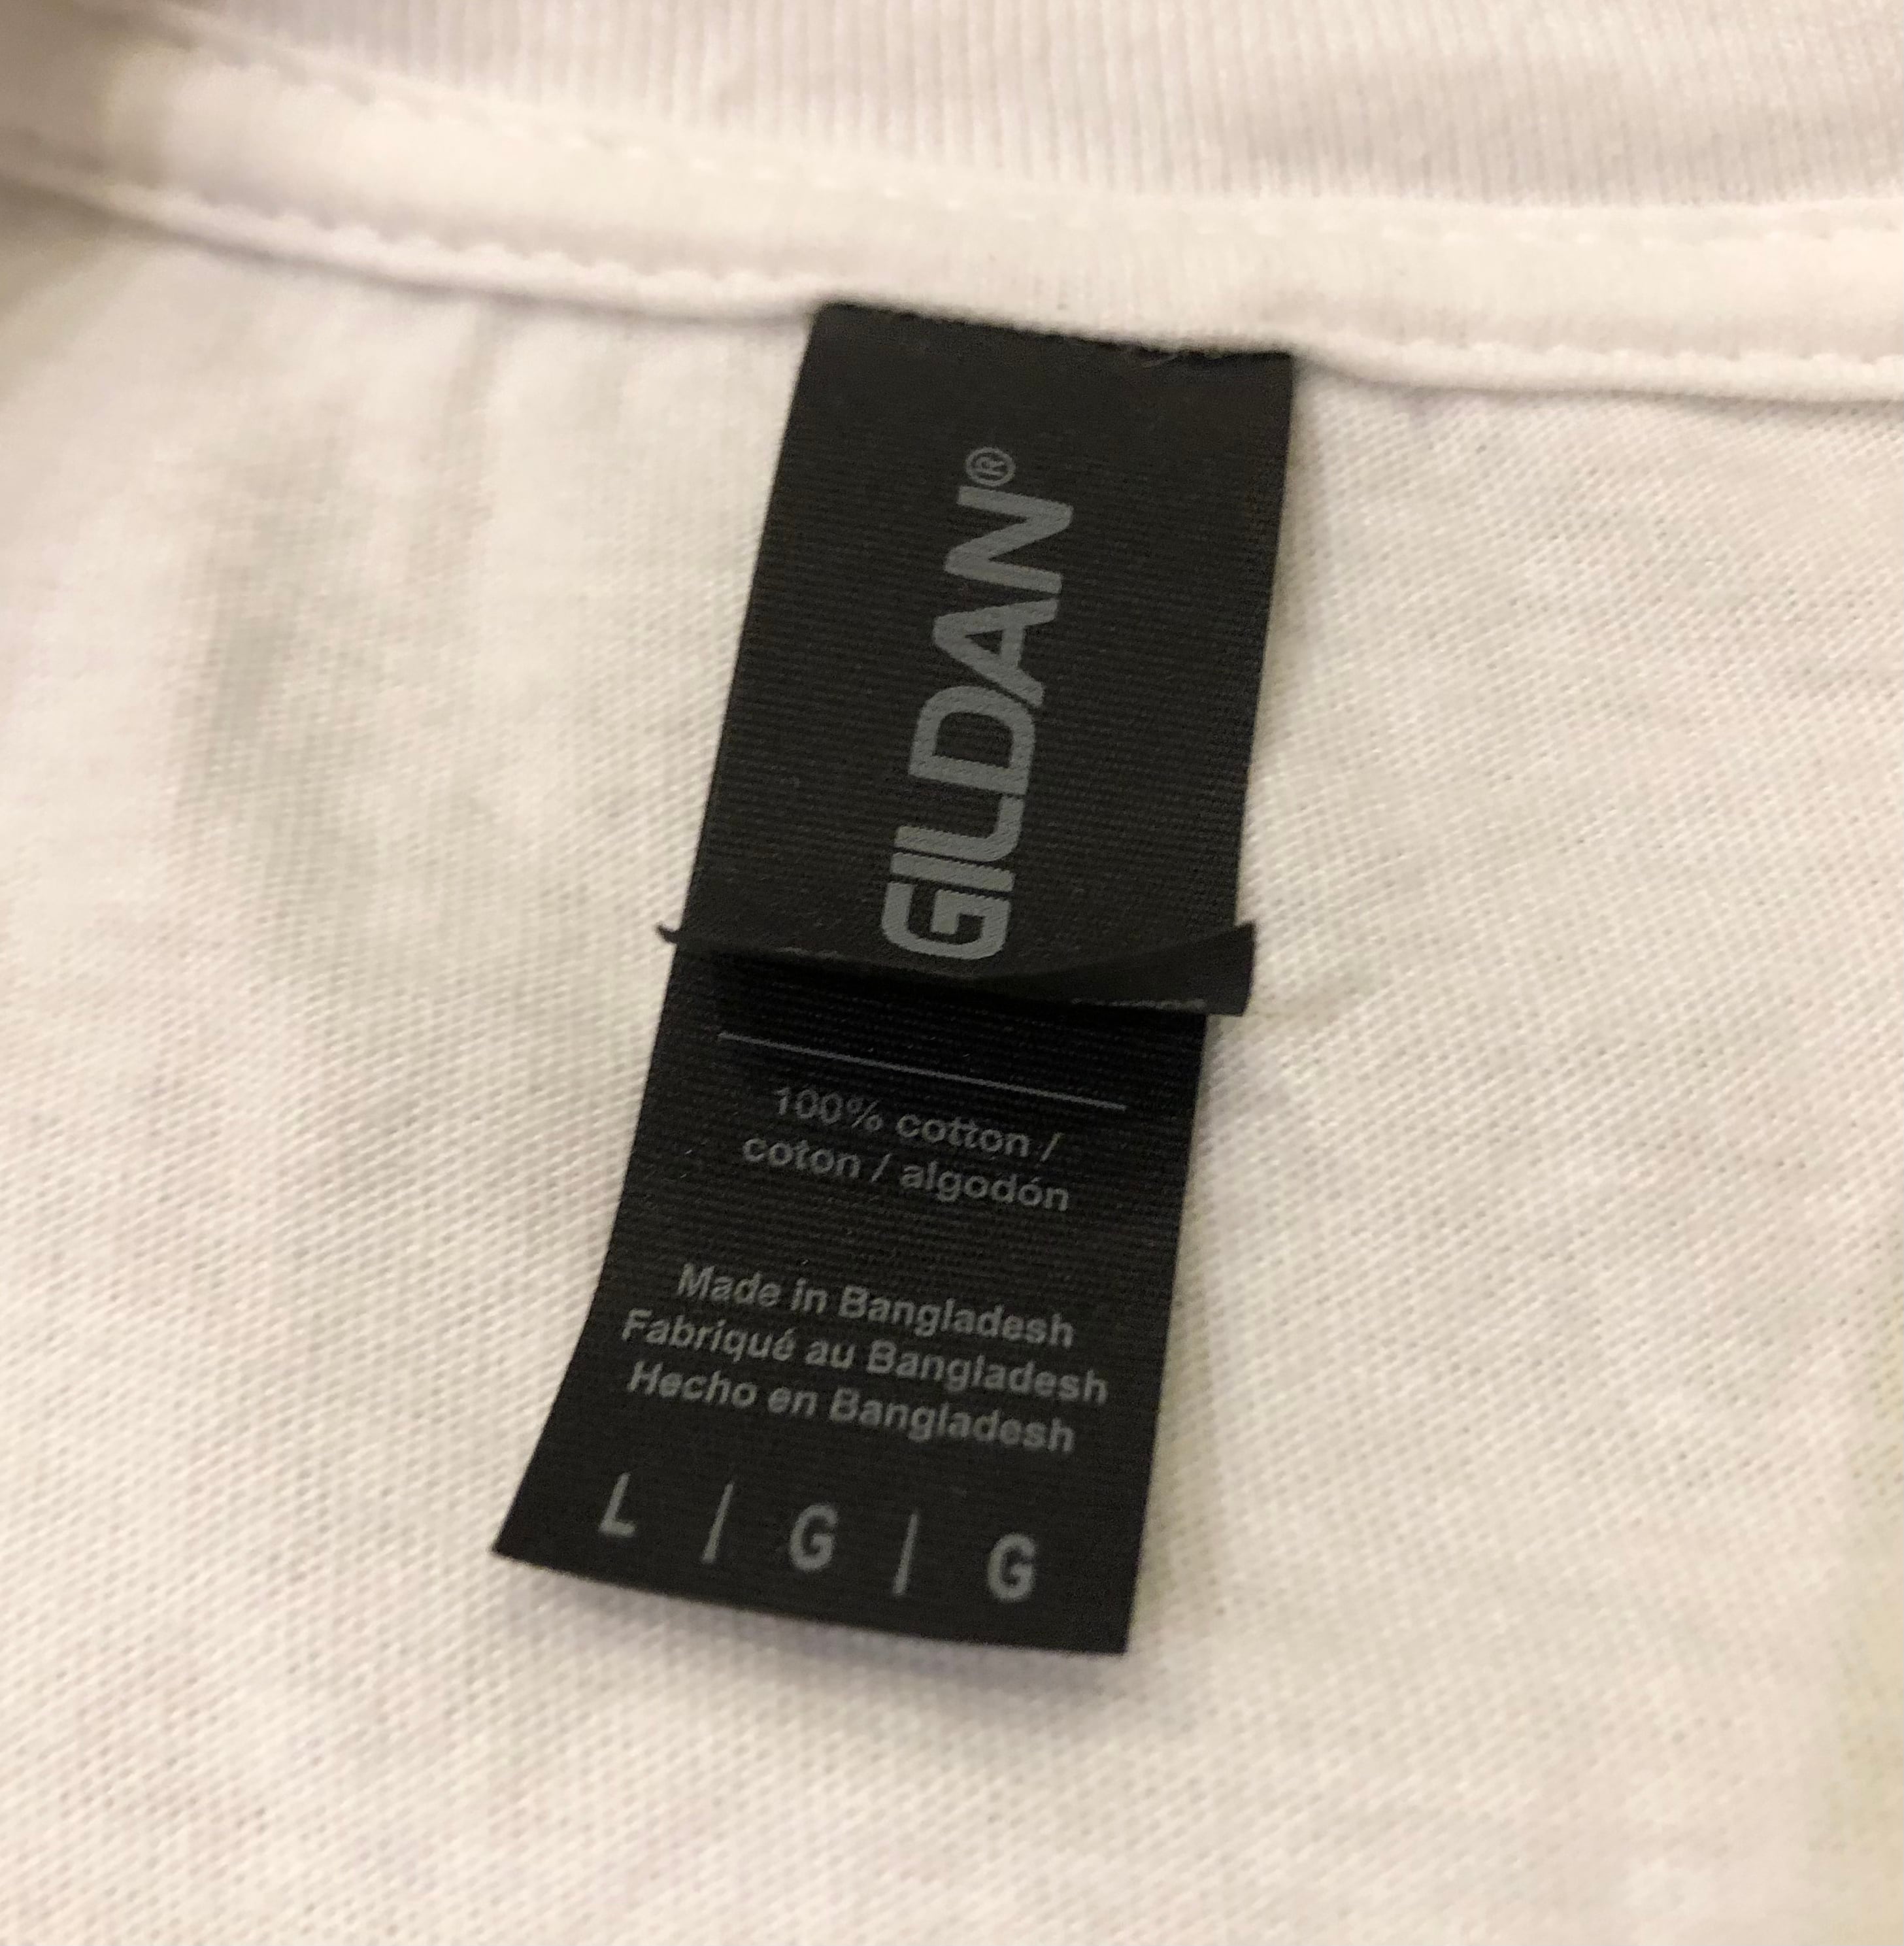 GILDAN®
100% cotton /
coton / algodón
Made in Bangladesh
Fabriqué au Bangladesh
Hecho en Bangladesh
L | G | G